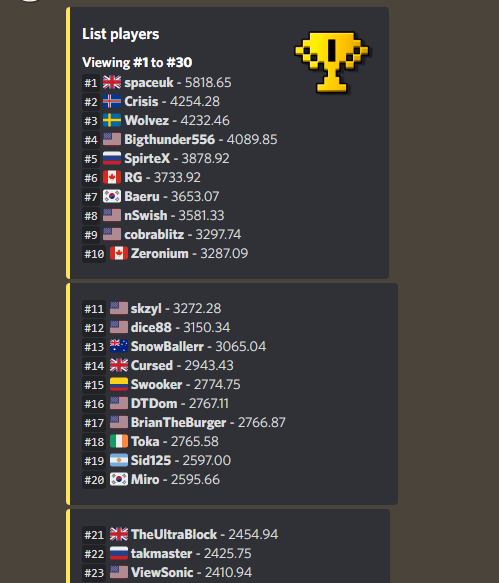 List players
Viewing #1 to #30
#1 spaceuk - 5818.65
#2 Crisis - 4254.28
#3 Wolvez - 4232.46
#4 Bigthunder556 - 4089.85
#5 SpirteX - 3878.92
#6 RG - 3733.92
#7 Baeru - 3653.07
#8 nSwish - 3581.33
#9 cobrablitz - 3297.74
#10 Zeronium - 3287.09
#11 skzyl - 3272.28
#12 dice88 - 3150.34
#13 SnowBallerr - 3065.04
#14 Cursed - 2943.43
#15 Swooker - 2774.75
#16 DTDom - 2767.11
#17 BrianTheBurger - 2766.87
#18 Toka - 2765.58
#19 Sid125 - 2597.00
#20 Miro - 2595.66
#21 TheUltraBlock - 2454.94
#22 takmaster - 2425.75
#23 ViewSonic - 2410.94